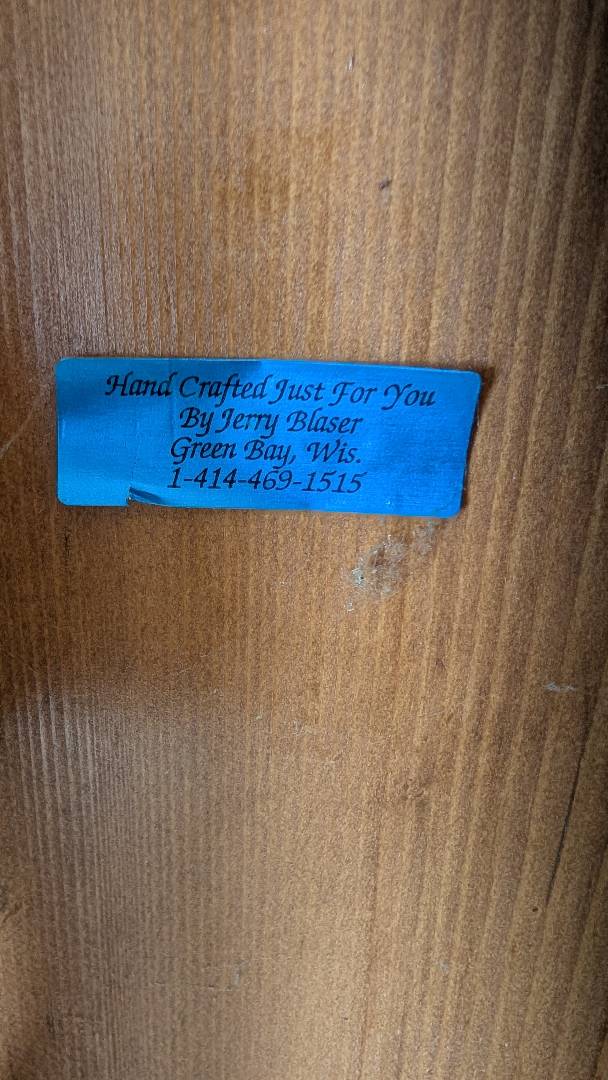 Hand Crafted Just For You
By Jerry Blaser
Green Bay, Wis.
1-414-469-1515